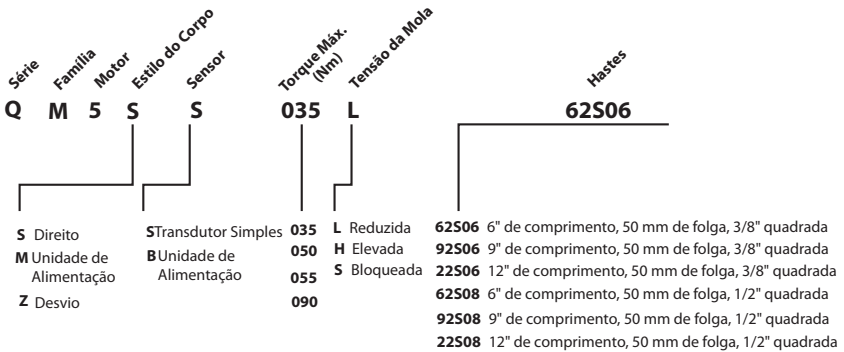 Série Família Motor Estilo do Corpo Sensor Torque Máx. (Nm) Tensão da Mola Hastes
Q M 5 S S 035 L 62S06
S Direito
M Unidade de
Alimentação
Z Desvio
STransdutor Simples
BUnidade de
Alimentação
035
050
055
090
L Reduzida
H Elevada
S Bloqueada
62S06 6" de comprimento, 50 mm de folga, 3/8" quadrada
92S06 9" de comprimento, 50 mm de folga, 3/8" quadrada
22S06 12" de comprimento, 50 mm de folga, 3/8" quadrada
62S08 6" de comprimento, 50 mm de folga, 1/2" quadrada
92S08 9" de comprimento, 50 mm de folga, 1/2" quadrada
22S08 12" de comprimento, 50 mm de folga, 1/2" quadrada